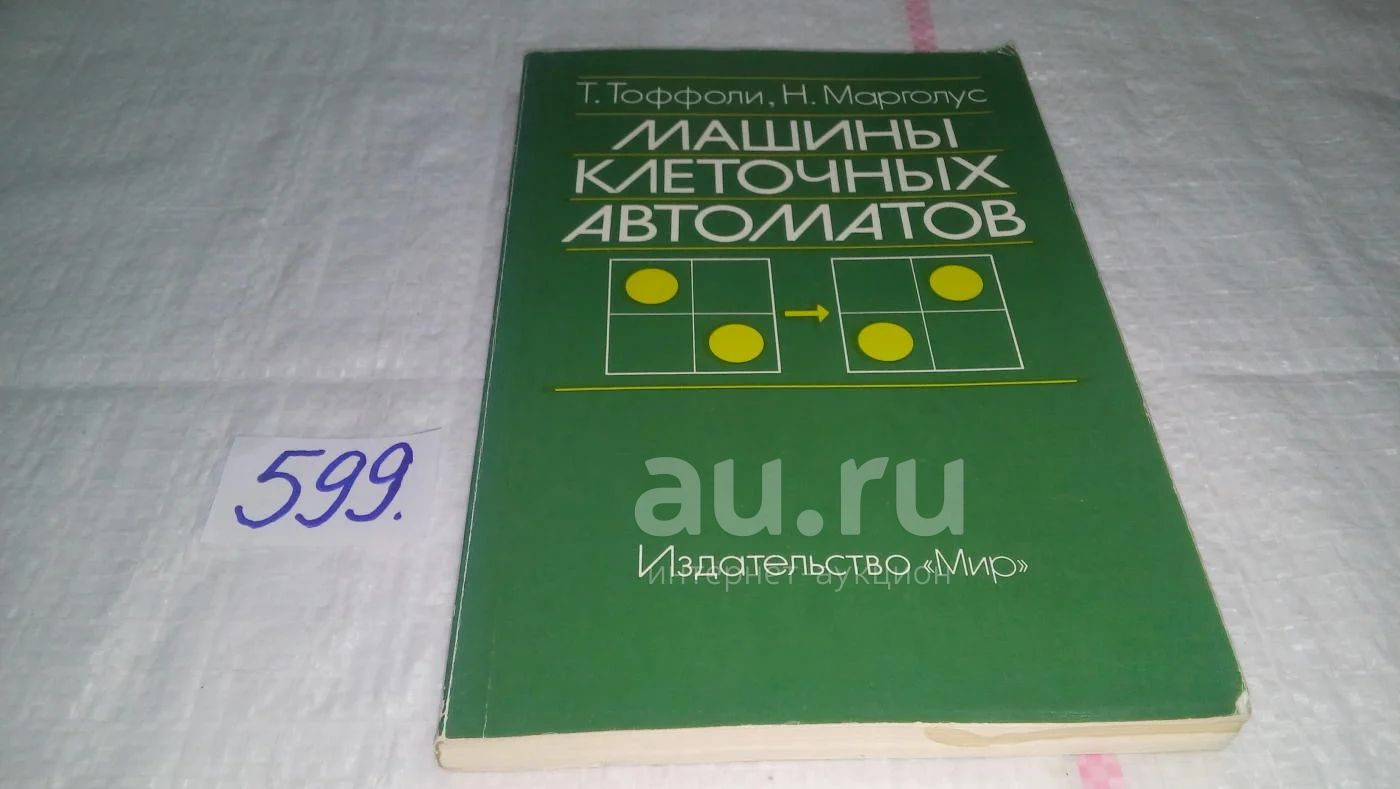 Т. Тоффоли, Н. Марголус
МАШИНЫ
КЛЕТОЧНЫХ
АВТОМАТОВ
599.
au.ru
интернет-аукцион
Издательство «Мир»